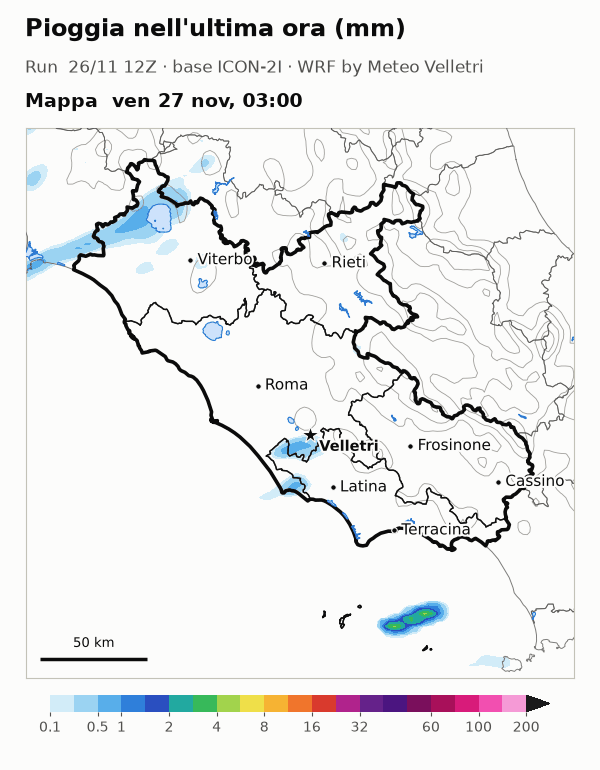 Pioggia nell'ultima ora (mm)
Run  26/11 12Z · base ICON-2I · WRF by Meteo Velletri
Mappa  ven 27 nov, 03:00
Viterbo
Rieti
Roma
Velletri
Frosinone
Latina
Cassino
Terracina
50 km
0.1 0.5 1 2 4 8 16 32 60 100 200